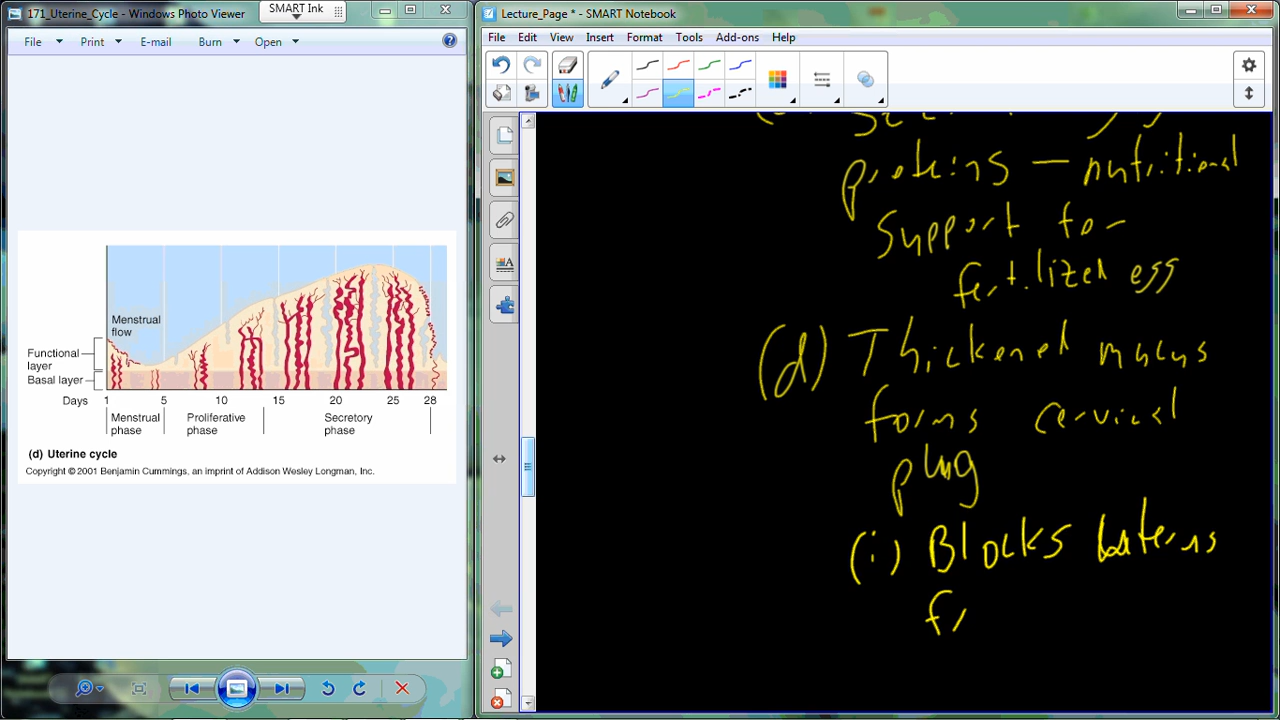 171_Uterine_Cycle - Windows Photo Viewer
SMART Ink
File Print E-mail Burn Open
Menstrual
flow
Functional
layer
Basal layer
Days 1 5 10 15 20 25 28
Menstrual
phase
Proliferative
phase
Secretory
phase
(d) Uterine cycle
Copyright © 2001 Benjamin Cummings, an imprint of Addison Wesley Longman, Inc.
Lecture_Page * - SMART Notebook
File Edit View Insert Format Tools Add-ons Help
proteins — nutritional
support for
fertilized egg
(d) Thickened mucus
forms cervical
plug
(i) Blocks